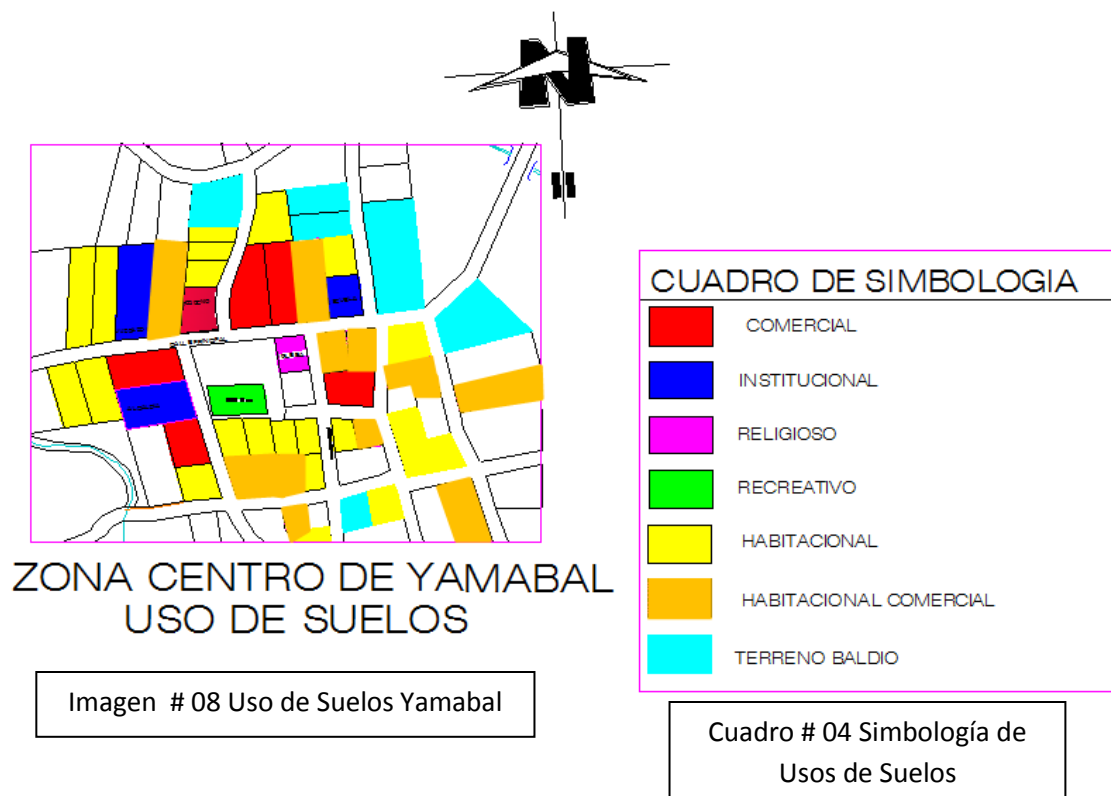 N
CUADRO DE SIMBOLOGIA
COMERCIAL
INSTITUCIONAL
RELIGIOSO
RECREATIVO
HABITACIONAL
HABITACIONAL COMERCIAL
TERRENO BALDIO
ZONA CENTRO DE YAMABAL
USO DE SUELOS
Imagen # 08 Uso de Suelos Yamabal
Cuadro # 04 Simbología de
Usos de Suelos